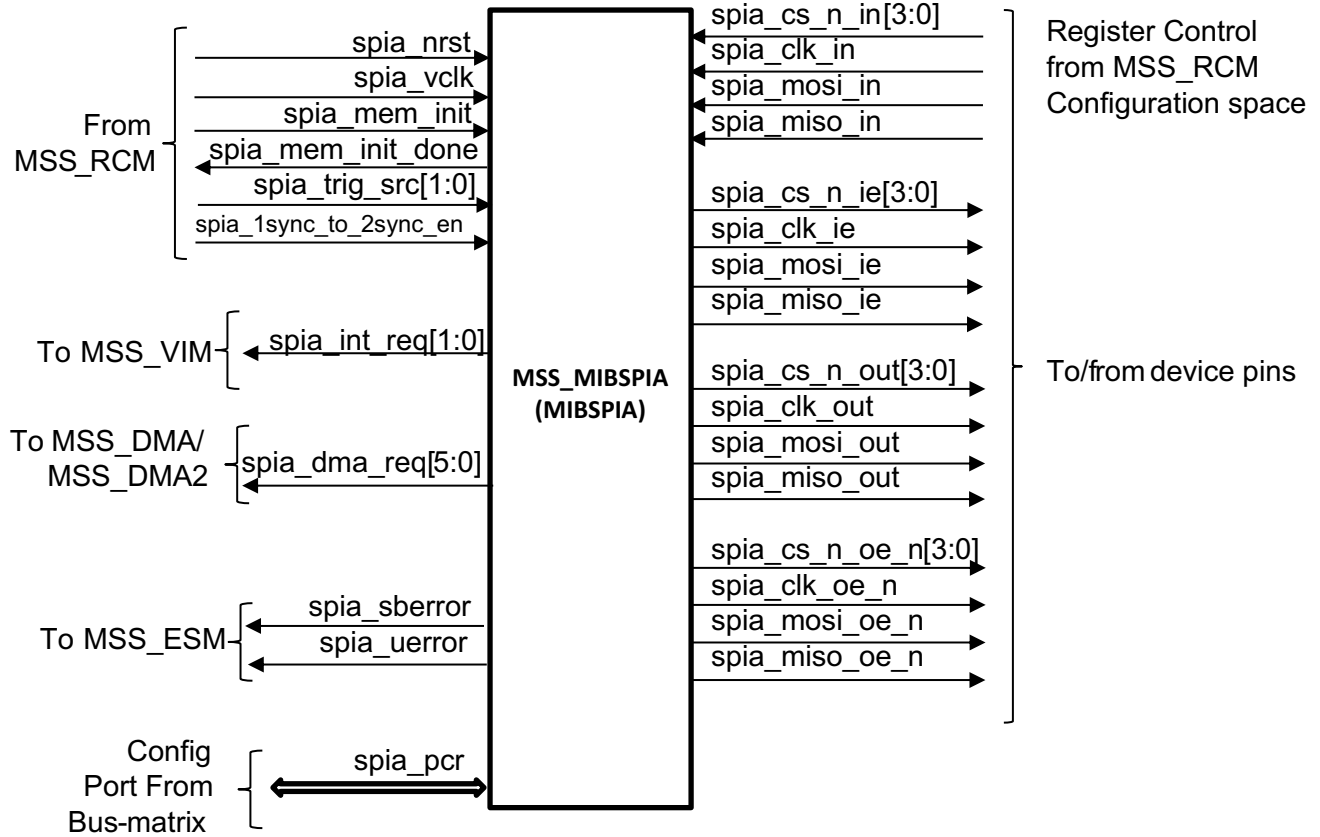 From
MSS_RCM
spia_nrst
spia_vclk
spia_mem_init
spia_mem_init_done
spia_trig_src[1:0]
spia_1sync_to_2sync_en
To MSS_VIM
spia_int_req[1:0]
To MSS_DMA/
MSS_DMA2
spia_dma_req[5:0]
To MSS_ESM
spia_sberror
spia_uerror
Config
Port From
Bus-matrix
spia_pcr
MSS_MIBSPIA
(MIBSPIA)
spia_cs_n_in[3:0]
spia_clk_in
spia_mosi_in
spia_miso_in
spia_cs_n_ie[3:0]
spia_clk_ie
spia_mosi_ie
spia_miso_ie
spia_cs_n_out[3:0]
spia_clk_out
spia_mosi_out
spia_miso_out
spia_cs_n_oe_n[3:0]
spia_clk_oe_n
spia_mosi_oe_n
spia_miso_oe_n
Register Control
from MSS_RCM
Configuration space
To/from device pins